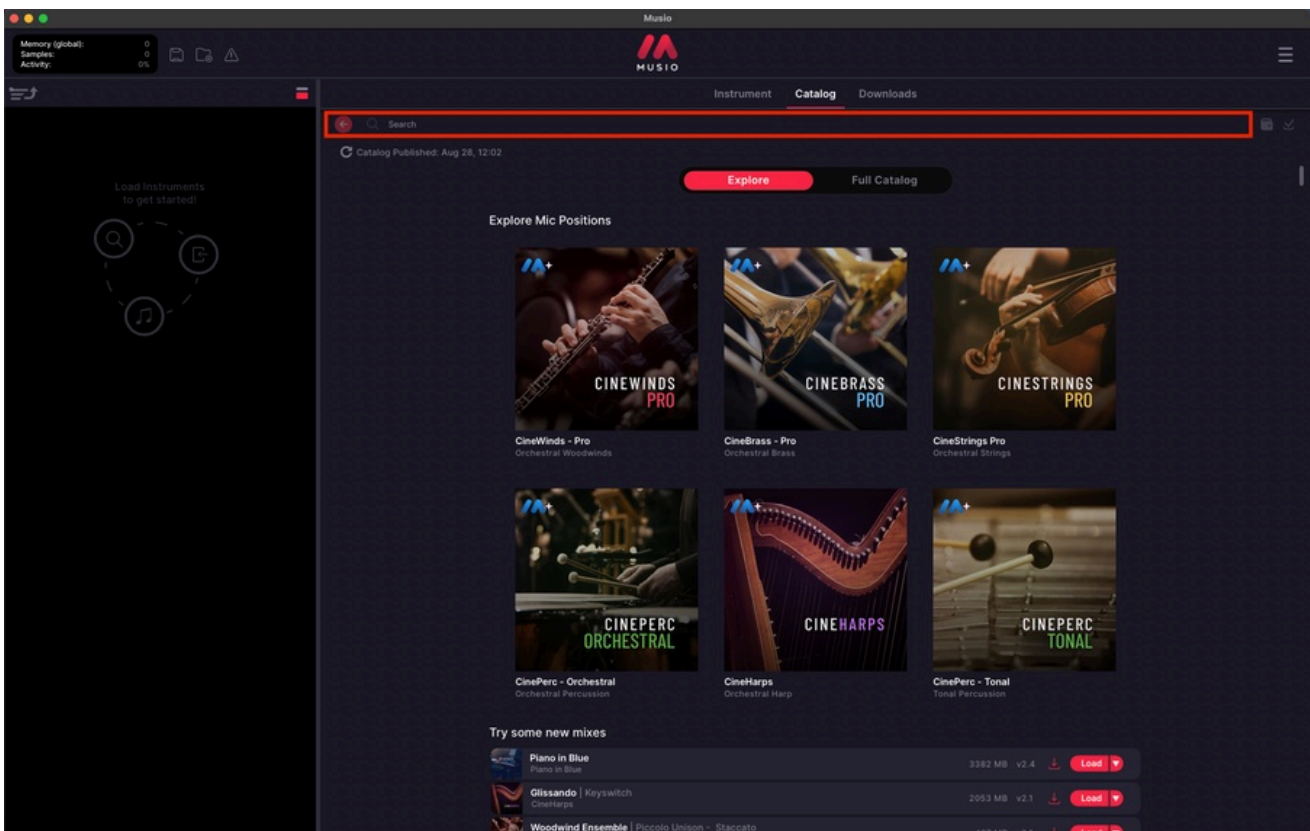 Musio
Memory (global): 0
Samples: 0
Activity: 0%
MUSIO
Instrument Catalog Downloads
Search
Catalog Published: Aug 28, 12:02
Load Instruments
to get started!
Explore Full Catalog
Explore Mic Positions
CINEWINDS
PRO
CINEBRASS
PRO
CINESTRINGS
PRO
CineWinds - Pro
Orchestral Woodwinds
CineBrass - Pro
Orchestral Brass
CineStrings Pro
Orchestral Strings
CINEPERC
ORCHESTRAL
CINEHARPS
CINEPERC
TONAL
CinePerc - Orchestral
Orchestral Percussion
CineHarps
Orchestral Harp
CinePerc - Tonal
Tonal Percussion
Try some new mixes
Piano in Blue
Piano in Blue
3382 MB v2.4 Load
Glissando | Keyswitch
CineHarps
2053 MB v2.1 Load
Woodwind Ensemble | Piccolo Unison - Staccato